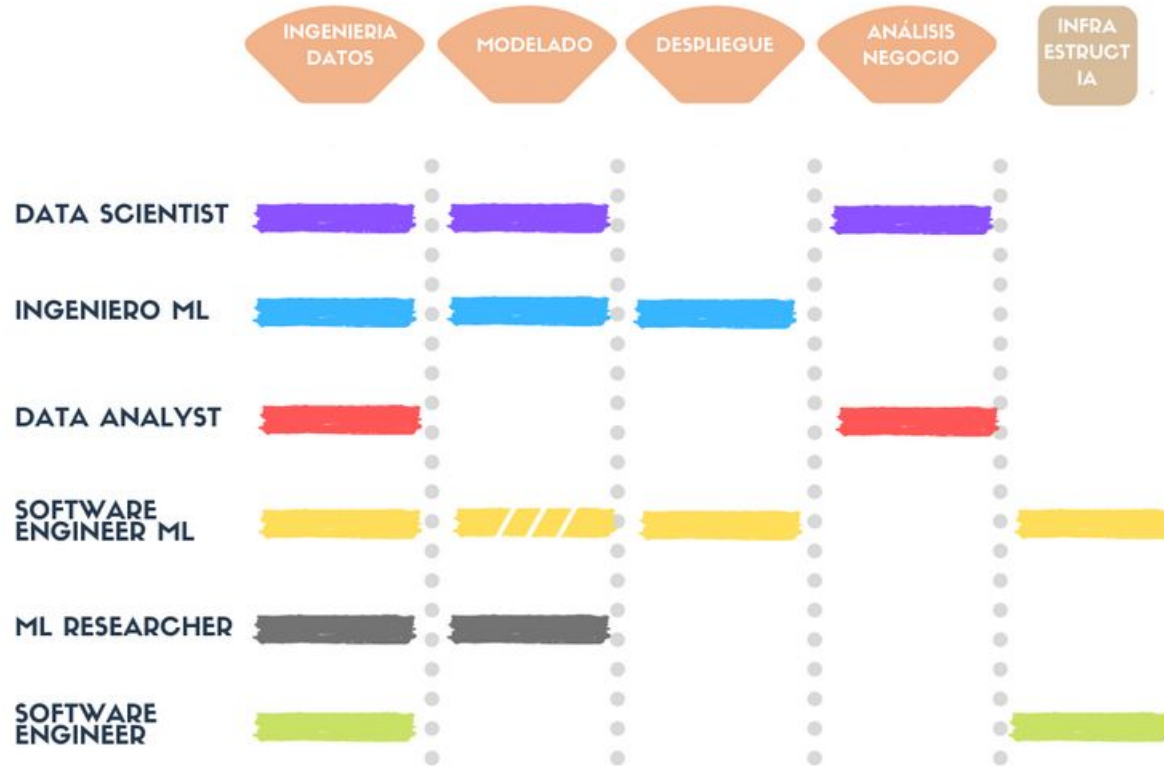 INGENIERIA
DATOS
MODELADO
DESPLIEGUE
ANÁLISIS
NEGOCIO
INFRA
ESTRUCT
IA
DATA SCIENTIST
INGENIERO ML
DATA ANALYST
SOFTWARE
ENGINEER ML
ML RESEARCHER
SOFTWARE
ENGINEER